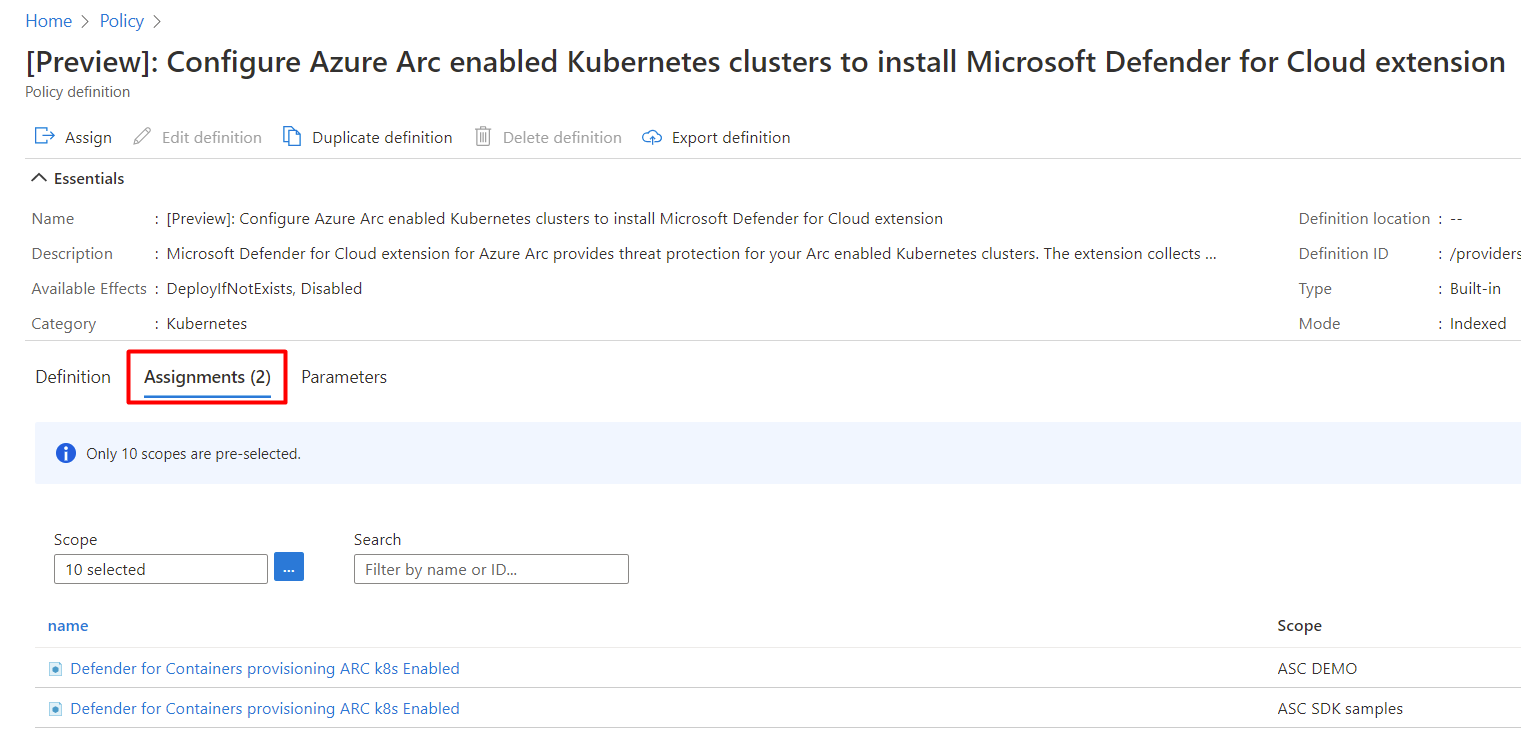 Home > Policy >
[Preview]: Configure Azure Arc enabled Kubernetes clusters to install Microsoft Defender for Cloud extension
Policy definition
Assign Edit definition Duplicate definition Delete definition Export definition
Essentials
Name : [Preview]: Configure Azure Arc enabled Kubernetes clusters to install Microsoft Defender for Cloud extension Definition location : --
Description : Microsoft Defender for Cloud extension for Azure Arc provides threat protection for your Arc enabled Kubernetes clusters. The extension collects ... Definition ID : /providers
Available Effects : DeployIfNotExists, Disabled Type : Built-in
Category : Kubernetes Mode : Indexed
Definition Assignments (2) Parameters
Only 10 scopes are pre-selected.
Scope Search
10 selected ... Filter by name or ID...
name Scope
Defender for Containers provisioning ARC k8s Enabled ASC DEMO
Defender for Containers provisioning ARC k8s Enabled ASC SDK samples